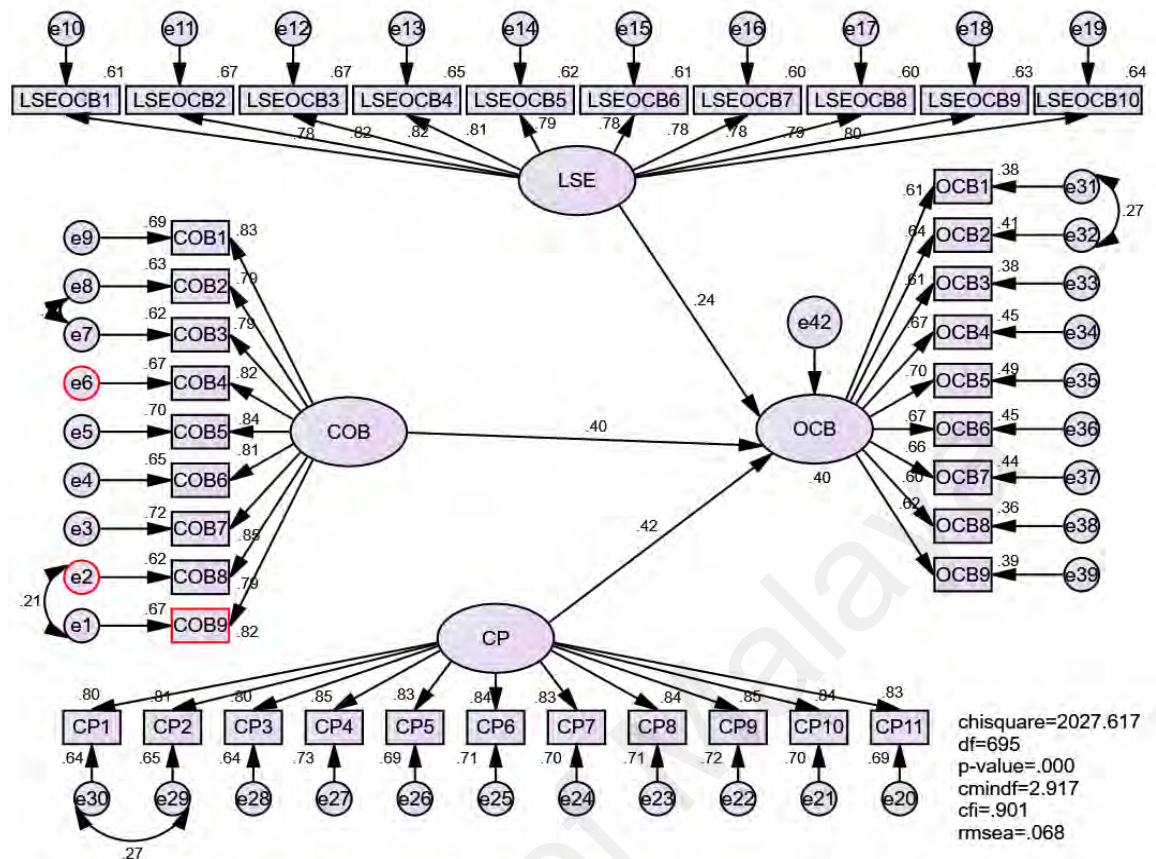 e10 e11 e12 e13 e14 e15 e16 e17 e18 e19
.61 .67 .67 .65 .62 .61 .60 .60 .63 .64
LSEOCB1 LSEOCB2 LSEOCB3 LSEOCB4 LSEOCB5 LSEOCB6 LSEOCB7 LSEOCB8 LSEOCB9 LSEOCB10
.78 .82 .82 .81 .79 .78 .78 .78 .79 .80
LSE
e9 .69 COB1 .83
e8 .63 COB2 .79
e7 .62 COB3 .79
e6 .67 COB4 .82
e5 .70 COB5 .84
e4 .65 COB6 .81
e3 .72 COB7 .85
e2 .62 COB8 .79
.21
e1 .67 COB9 .82
COB
.24
.40
.42
e42
OCB
.40
.61 OCB1 .38 e31
.27
.64 OCB2 .41 e32
.61 OCB3 .38 e33
.67 OCB4 .45 e34
.70 OCB5 .49 e35
.67 OCB6 .45 e36
.66 OCB7 .44 e37
.60 OCB8 .36 e38
.62 OCB9 .39 e39
CP
.80 .81 .80 .85 .83 .84 .83 .84 .85 .84 .83
CP1 CP2 CP3 CP4 CP5 CP6 CP7 CP8 CP9 CP10 CP11
.64 .65 .64 .73 .69 .71 .70 .71 .72 .70 .69
e30 e29 e28 e27 e26 e25 e24 e23 e22 e21 e20
.27
chisquare=2027.617
df=695
p-value=.000
cmindf=2.917
cfi=.901
rmsea=.068
Malaya